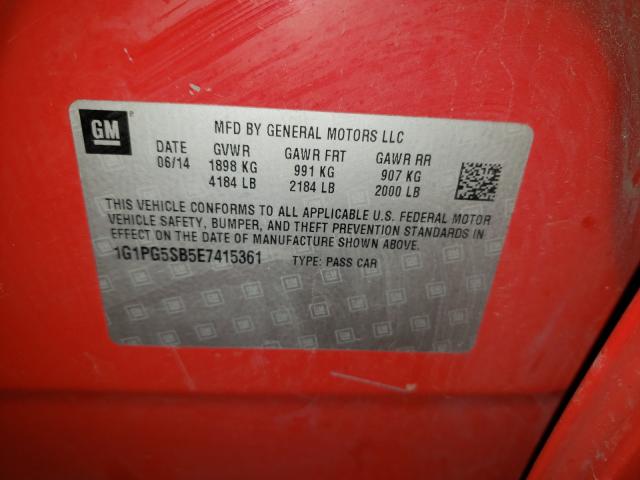 GM
®
MFD BY GENERAL MOTORS LLC
DATE GVWR GAWR FRT GAWR RR
06/14 1898 KG 991 KG 907 KG
4184 LB 2184 LB 2000 LB
THIS VEHICLE CONFORMS TO ALL APPLICABLE U.S. FEDERAL MOTOR
VEHICLE SAFETY, BUMPER, AND THEFT PREVENTION STANDARDS IN
EFFECT ON THE DATE OF MANUFACTURE SHOWN ABOVE.
1G1PG5SB5E7415361 TYPE: PASS CAR